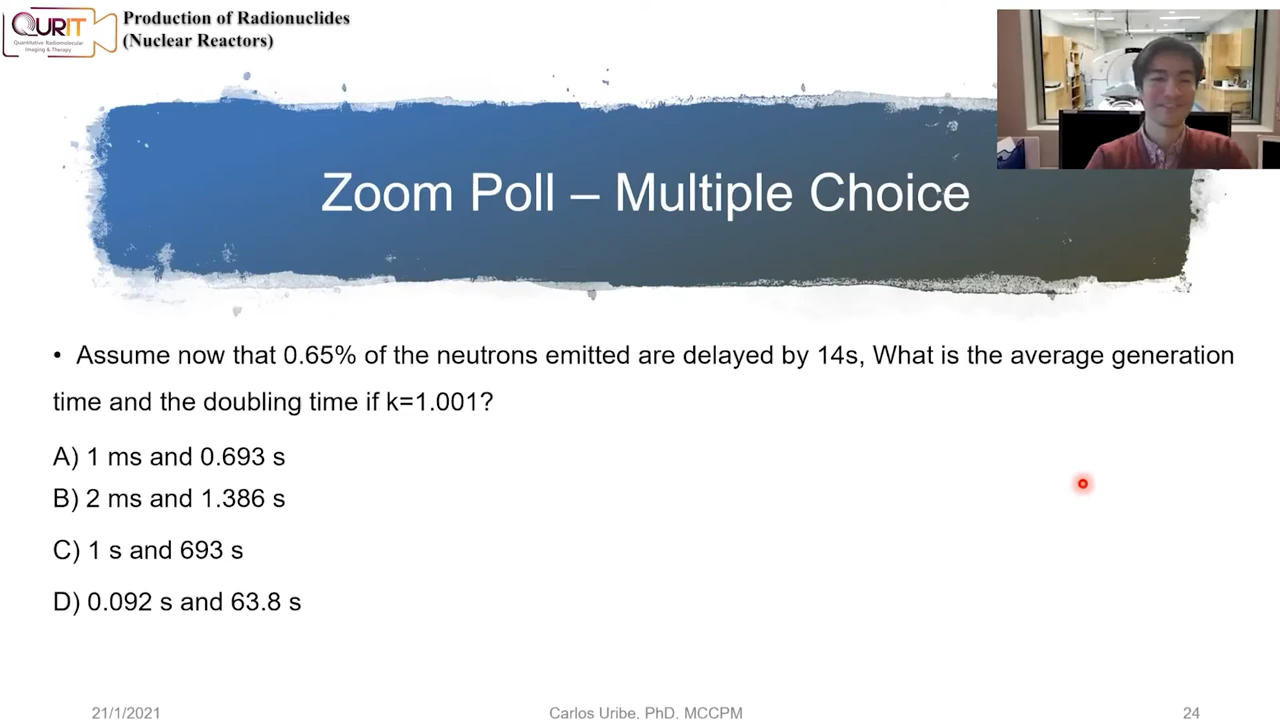 QURIT
Quantitative Radiomolecular
Imaging & Therapy
Production of Radionuclides
(Nuclear Reactors)
Zoom Poll – Multiple Choice
• Assume now that 0.65% of the neutrons emitted are delayed by 14s, What is the average generation
time and the doubling time if k=1.001?
A) 1 ms and 0.693 s
B) 2 ms and 1.386 s
C) 1 s and 693 s
D) 0.092 s and 63.8 s
21/1/2021
Carlos Uribe, PhD, MCCPM
24